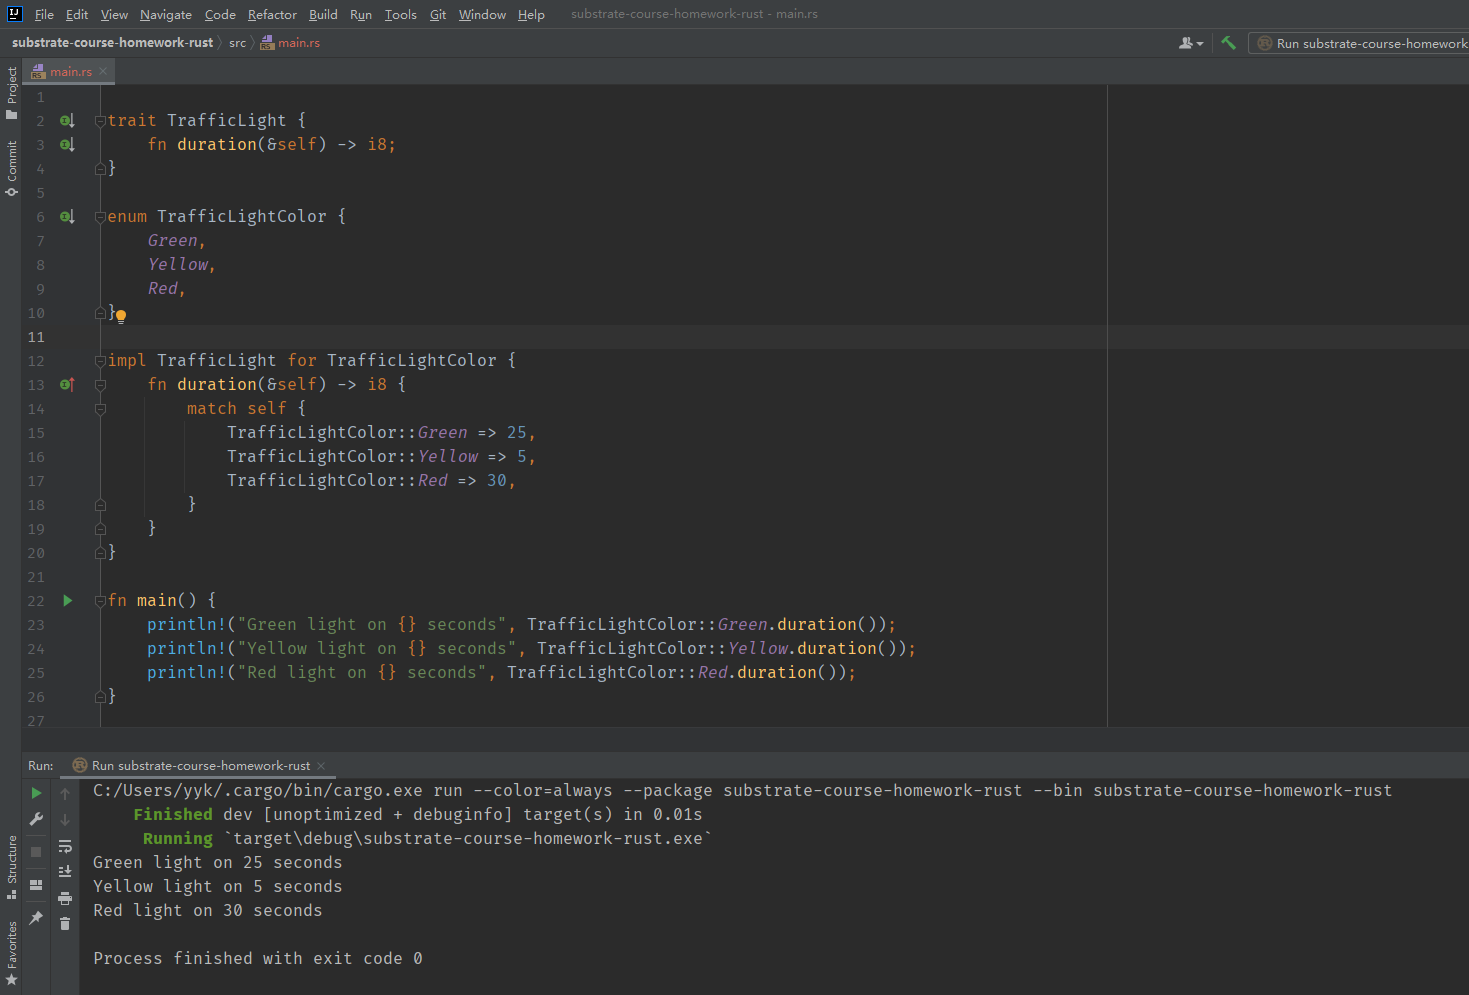 File Edit View Navigate Code Refactor Build Run Tools Git Window Help substrate-course-homework-rust - main.rs
substrate-course-homework-rust src main.rs Run substrate-course-homework
main.rs
Project
Commit
Structure
Favorites
1
2 trait TrafficLight {
3     fn duration(&self) -> i8;
4 }
5
6 enum TrafficLightColor {
7     Green,
8     Yellow,
9     Red,
10 }
11
12 impl TrafficLight for TrafficLightColor {
13     fn duration(&self) -> i8 {
14         match self {
15             TrafficLightColor::Green => 25,
16             TrafficLightColor::Yellow => 5,
17             TrafficLightColor::Red => 30,
18         }
19     }
20 }
21
22 fn main() {
23     println!("Green light on {} seconds", TrafficLightColor::Green.duration());
24     println!("Yellow light on {} seconds", TrafficLightColor::Yellow.duration());
25     println!("Red light on {} seconds", TrafficLightColor::Red.duration());
26 }
27
Run: Run substrate-course-homework-rust
C:/Users/yyk/.cargo/bin/cargo.exe run --color=always --package substrate-course-homework-rust --bin substrate-course-homework-rust
    Finished dev [unoptimized + debuginfo] target(s) in 0.01s
     Running `target\debug\substrate-course-homework-rust.exe`
Green light on 25 seconds
Yellow light on 5 seconds
Red light on 30 seconds
Process finished with exit code 0